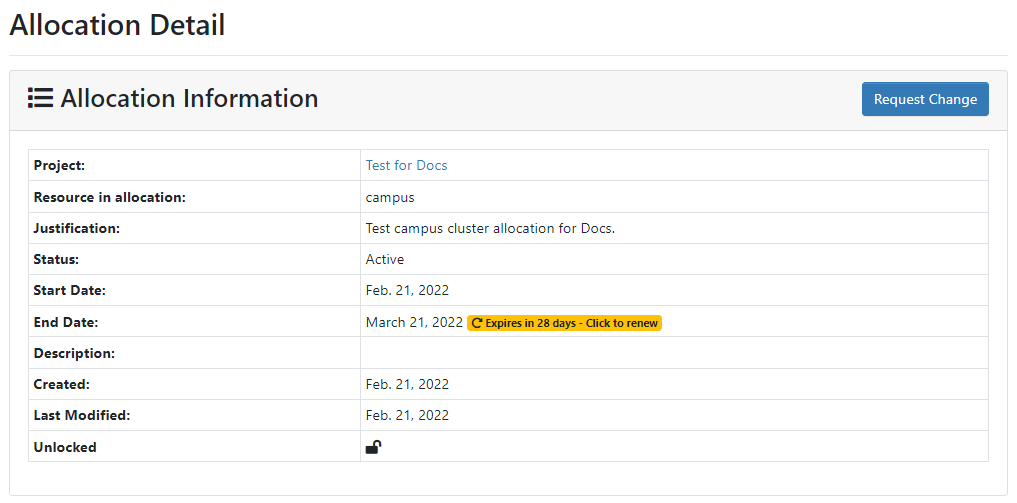 Allocation Detail
Allocation Information
Request Change
Project: Test for Docs
Resource in allocation: campus
Justification: Test campus cluster allocation for Docs.
Status: Active
Start Date: Feb. 21, 2022
End Date: March 21, 2022 Expires in 28 days - Click to renew
Description:
Created: Feb. 21, 2022
Last Modified: Feb. 21, 2022
Unlocked